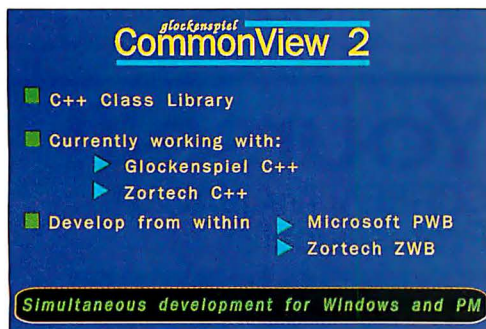 glockenspiel
CommonView 2
C++ Class Library
Currently working with:
Glockenspiel C++
Zortech C++
Develop from within
Microsoft PWB
Zortech ZWB
Simultaneous development for Windows and PM